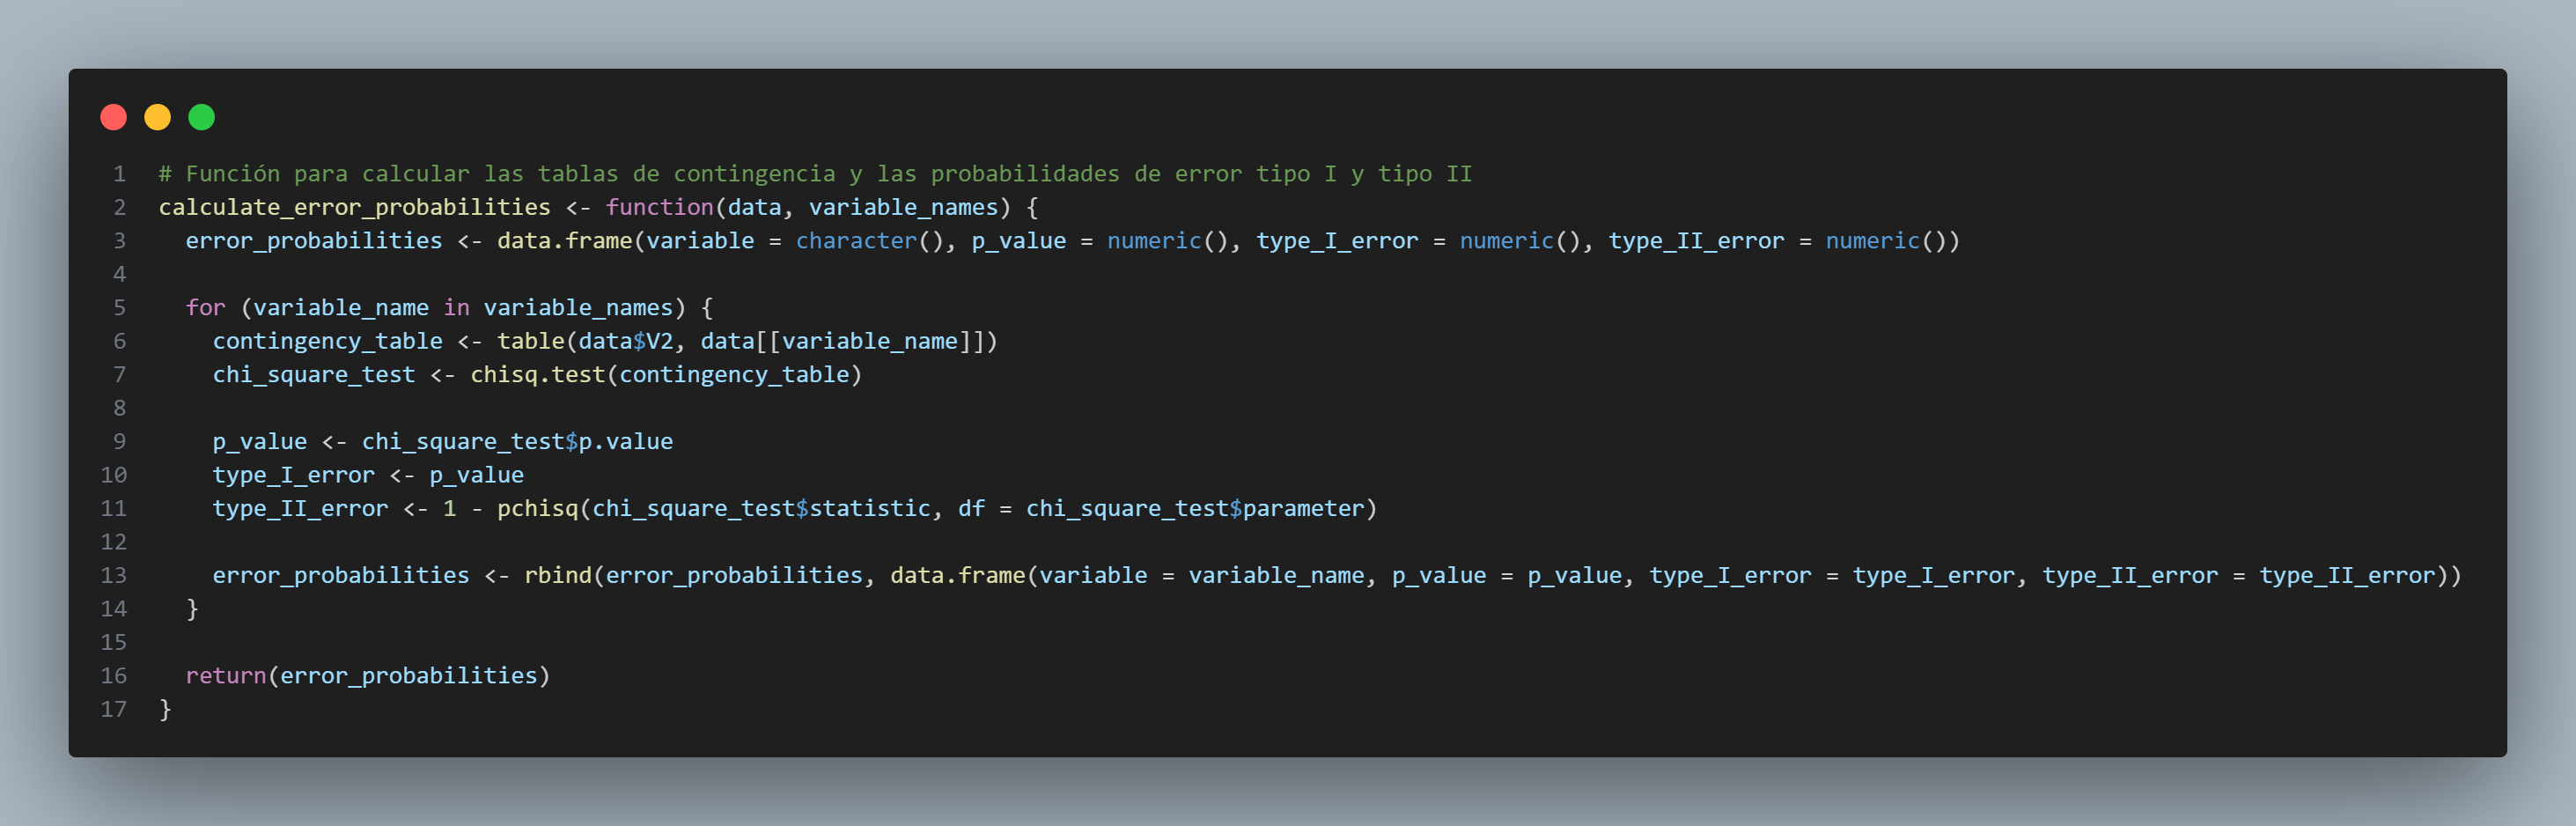 1 # Función para calcular las tablas de contingencia y las probabilidades de error tipo I y tipo II
2 calculate_error_probabilities <- function(data, variable_names) {
3   error_probabilities <- data.frame(variable = character(), p_value = numeric(), type_I_error = numeric(), type_II_error = numeric())
4
5   for (variable_name in variable_names) {
6     contingency_table <- table(data$V2, data[[variable_name]])
7     chi_square_test <- chisq.test(contingency_table)
8
9     p_value <- chi_square_test$p.value
10     type_I_error <- p_value
11     type_II_error <- 1 - pchisq(chi_square_test$statistic, df = chi_square_test$parameter)
12
13     error_probabilities <- rbind(error_probabilities, data.frame(variable = variable_name, p_value = p_value, type_I_error = type_I_error, type_II_error = type_II_error))
14   }
15
16   return(error_probabilities)
17 }